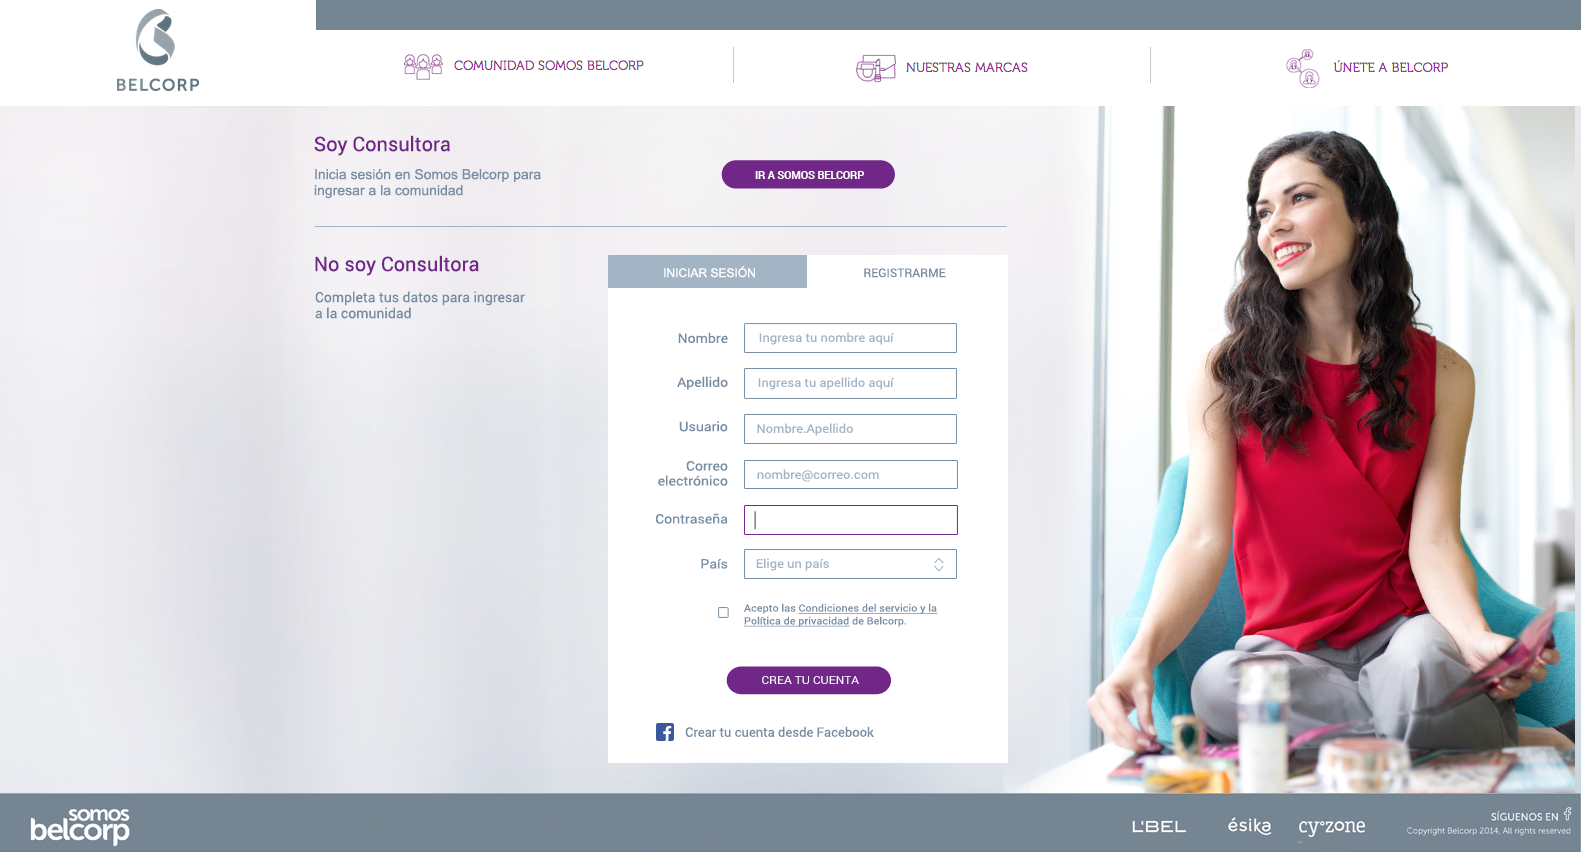 BELCORP
COMUNIDAD SOMOS BELCORP
NUESTRAS MARCAS
ÚNETE A BELCORP
Soy Consultora
Inicia sesión en Somos Belcorp para
ingresar a la comunidad
IR A SOMOS BELCORP
No soy Consultora
Completa tus datos para ingresar
a la comunidad
INICIAR SESIÓN
REGISTRARME
Nombre
Ingresa tu nombre aquí
Apellido
Ingresa tu apellido aquí
Usuario
Nombre.Apellido
Correo
electrónico
nombre@correo.com
Contraseña
País
Elige un país
Acepto las Condiciones del servicio y la
Política de privacidad de Belcorp.
CREA TU CUENTA
Crear tu cuenta desde Facebook
somos
belcorp
L'BEL
ésika
cy°zone
SÍGUENOS EN
Copyright Belcorp 2014, All rights reserved